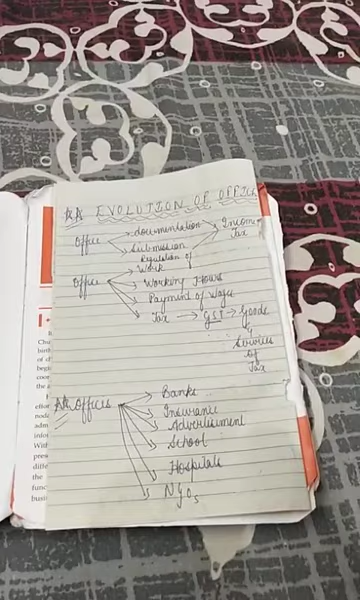 EVOLUTION OF OFFICE
Office → documentation → Income Tax
→ Submission
Office → Regulation of Work
→ Working Hours
→ Payment of Wages
→ Tax → GST → Goods
& Services
of
Tax
Offices → Banks
→ Insurance
→ Advertisment
→ School
→ Hospitals
→ NGOs